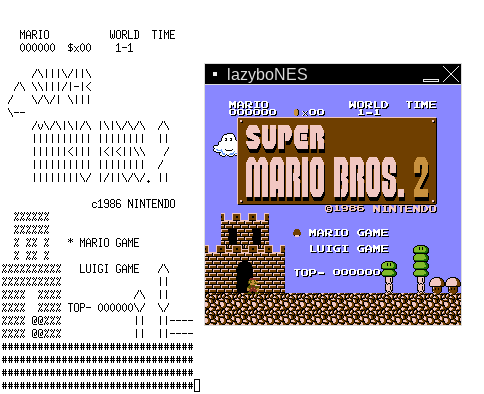 MARIO WORLD TIME
000000 $x00 1-1
c1986 NINTENDO
* MARIO GAME
LUIGI GAME
TOP- 000000
lazyboNES
MARIO WORLD TIME
000000 x00 1-1
SUPER
MARIO BROS. 2
©1986 NINTENDO
MARIO GAME
LUIGI GAME
TOP- 000000